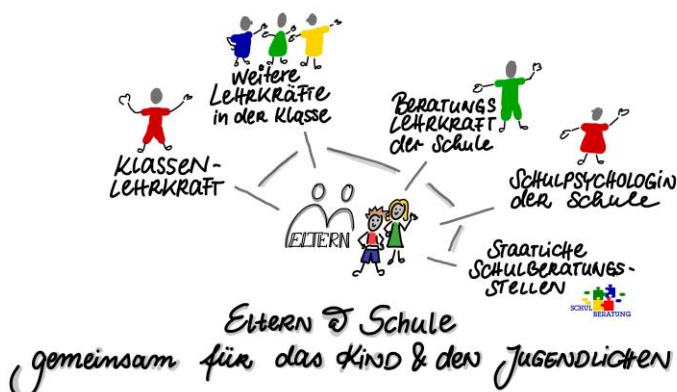 weitere
LEHRKRÄFTE
in der Klasse
BERATUNGS
LEHRKRAFT
der Schule
KLASSEN-
LEHRKRAFT
SCHULPSYCHOLOGIN
der Schule
ELTERN
STAATLICHE
SCHULBERATUNGS-
STELLEN
SCHUL
BERATUNG
ELTERN & Schule
gemeinsam für das KIND & den JUGENDLICHEN